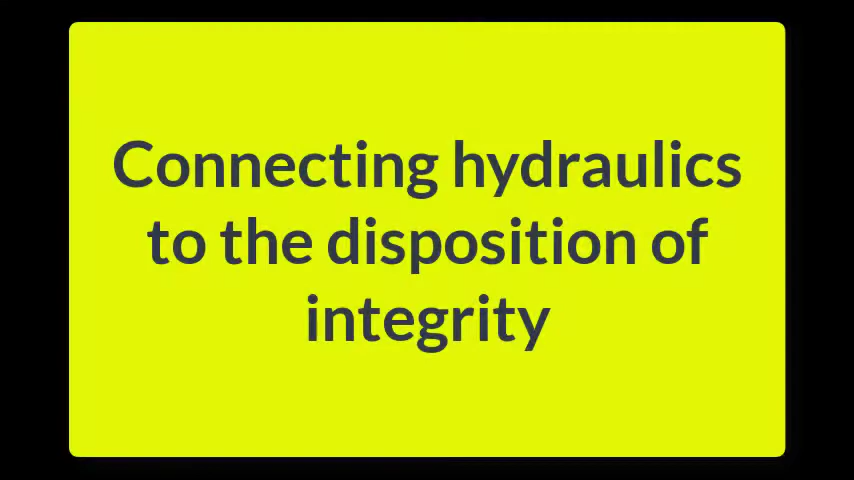 Connecting hydraulics
to the disposition of
integrity